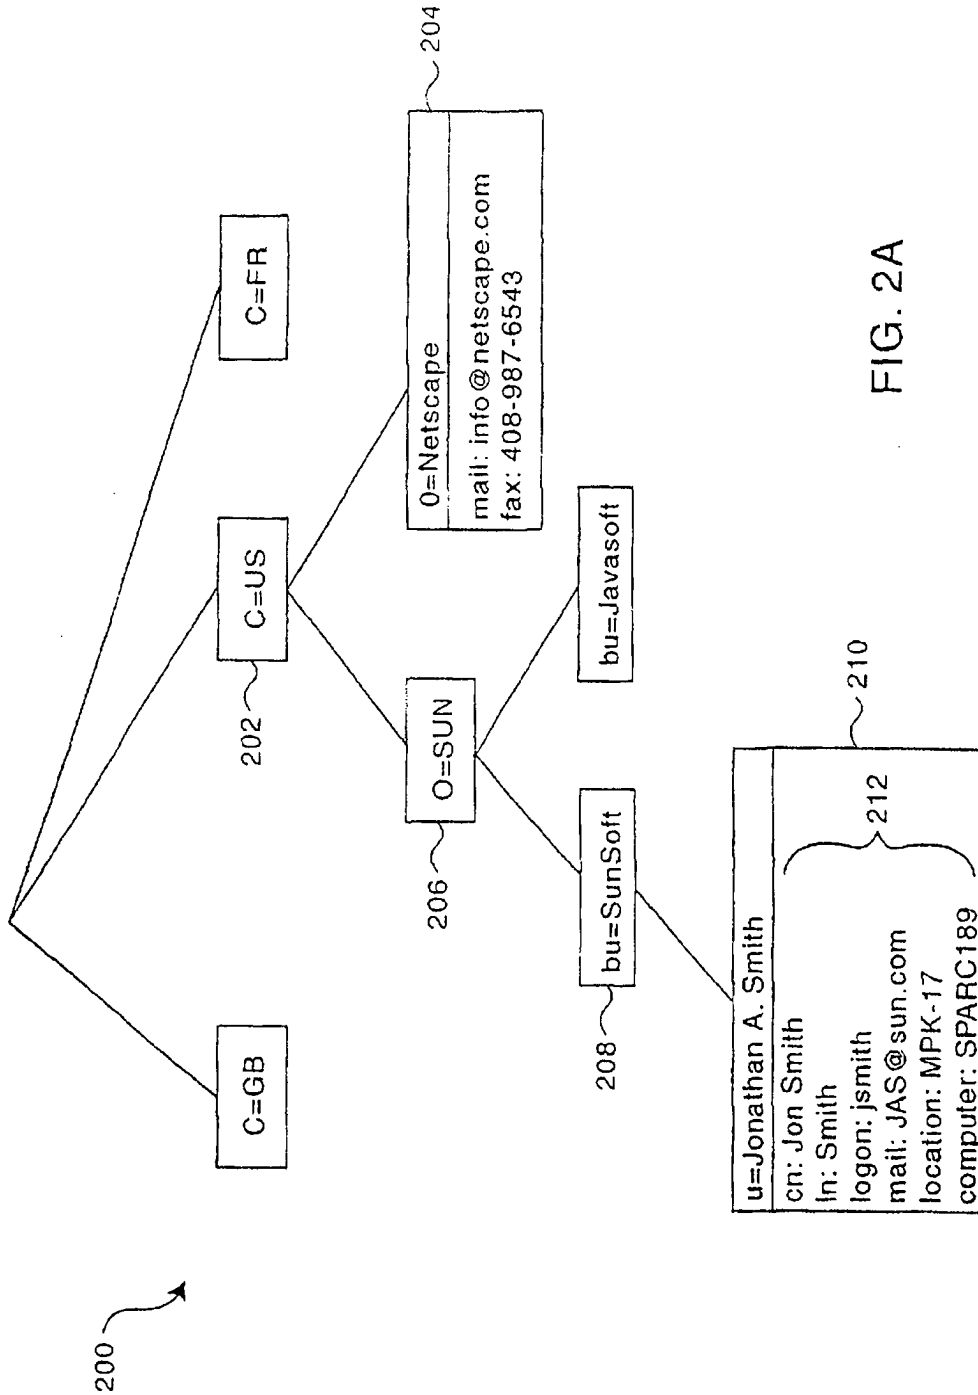 200
C=GB
C=US
C=FR
202
O=SUN
206
0=Netscape
mail: info@netscape.com
fax: 408-987-6543
204
bu=SunSoft
208
bu=Javasoft
u=Jonathan A. Smith
cn: Jon Smith
ln: Smith
logon: jsmith
mail: JAS@sun.com
location: MPK-17
computer: SPARC189
212
210
FIG. 2A